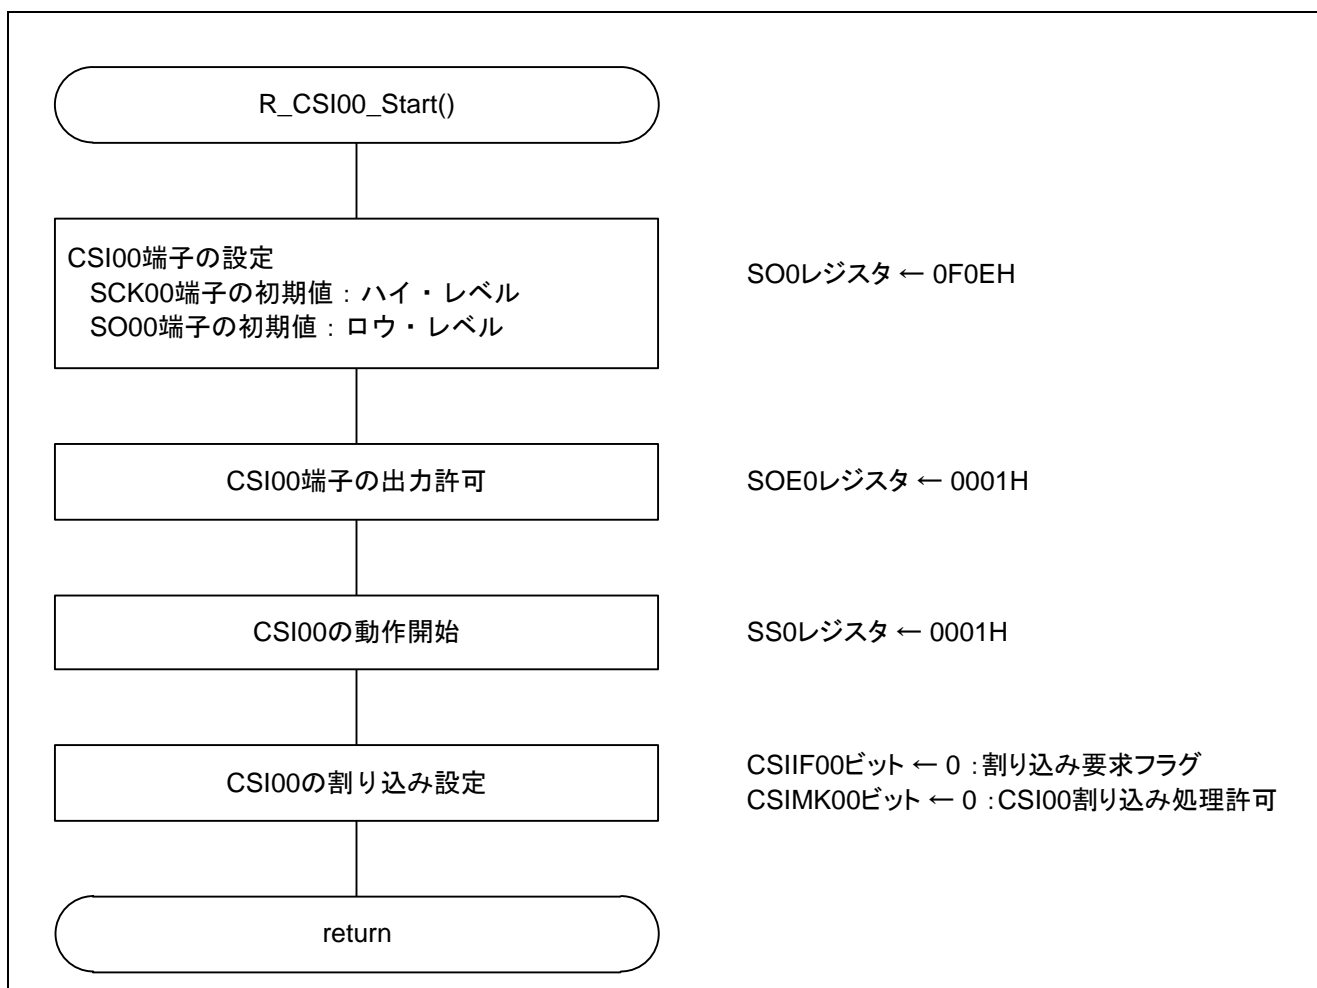 R_CSI00_Start()
CSI00端子の設定
SCK00端子の初期値：ハイ・レベル
SO00端子の初期値：ロウ・レベル
SO0レジスタ ← 0F0EH
CSI00端子の出力許可
SOE0レジスタ ← 0001H
CSI00の動作開始
SS0レジスタ ← 0001H
CSI00の割り込み設定
CSIIF00ビット ← 0：割り込み要求フラグ
CSIMK00ビット ← 0：CSI00割り込み処理許可
return